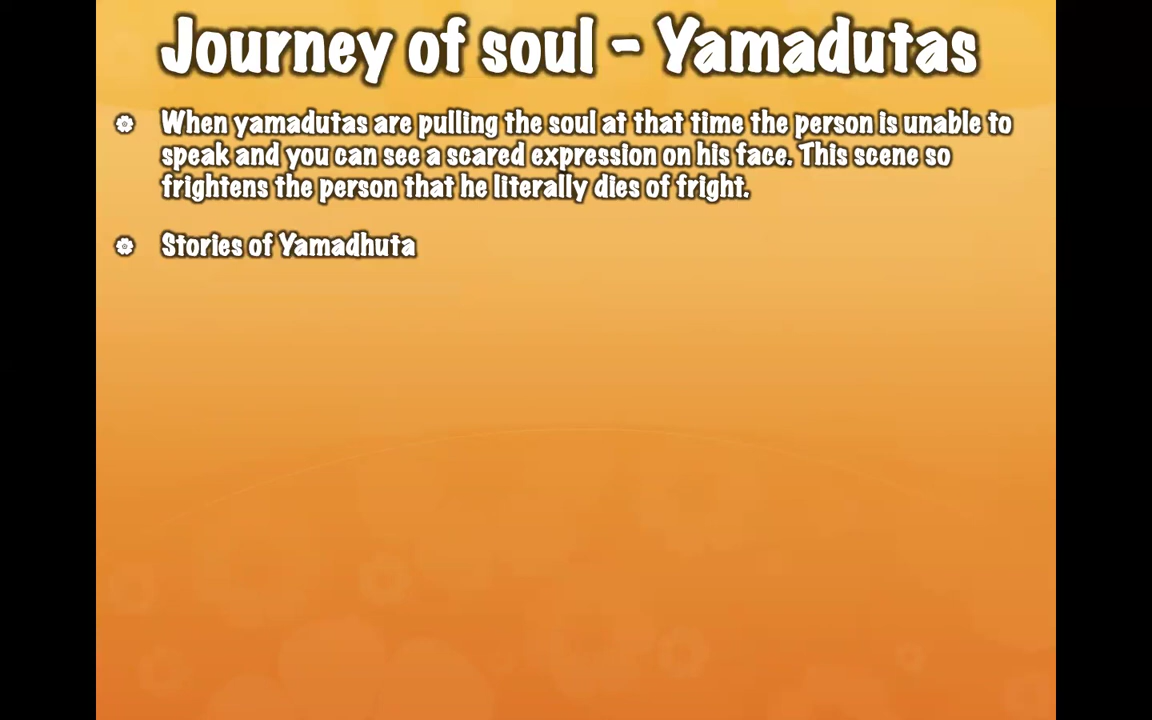 Journey of soul - Yamadutas
When yamadutas are pulling the soul at that time the person is unable to
speak and you can see a scared expression on his face. This scene so
frightens the person that he literally dies of fright.
Stories of Yamadhuta